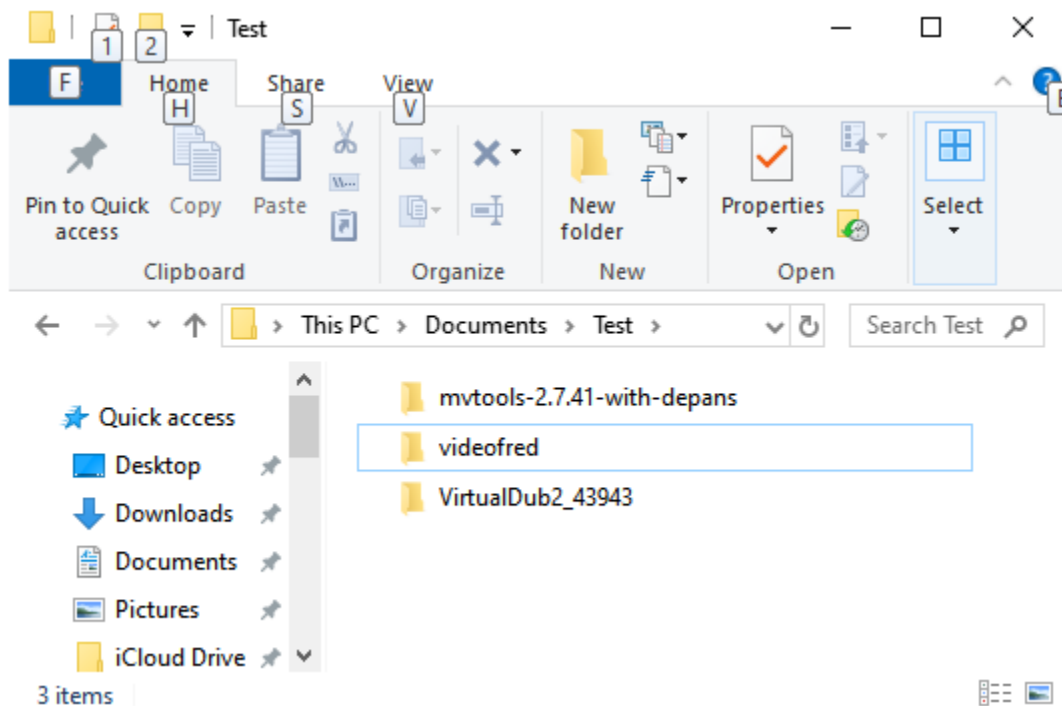 Test
1
2
F
Home
Share
View
H
S
V
Pin to Quick access
Copy
Paste
New folder
Properties
Select
Clipboard
Organize
New
Open
This PC > Documents > Test >
Search Test
Quick access
Desktop
Downloads
Documents
Pictures
iCloud Drive
mvtools-2.7.41-with-depans
videofred
VirtualDub2_43943
3 items